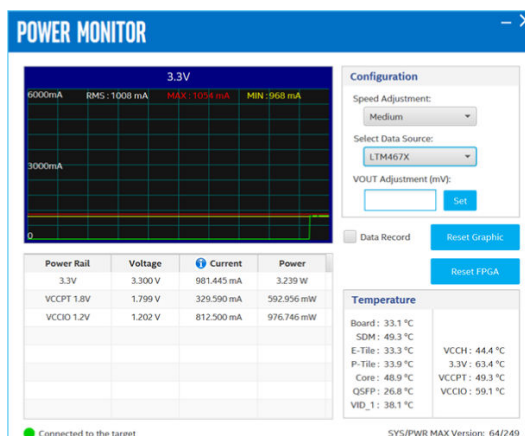 POWER MONITOR
3.3V
6000mA RMS:1008 mA MAX:1054 mA MIN:968 mA
3000mA
0
Power Rail Voltage Current Power
3.3V 3.300 V 981.445 mA 3.239 W
VCCPT 1.8V 1.799 V 329.590 mA 592.956 mW
VCCIO 1.2V 1.202 V 812.500 mA 976.746 mW
Connected to the target
Configuration
Speed Adjustment:
Medium
Select Data Source:
LTM467X
VOUT Adjustment (mV):
Set
Data Record Reset Graphic
Reset FPGA
Temperature
Board: 33.1 °C
SDM: 49.3 °C
E-Tile: 33.3 °C VCCH: 44.4 °C
P-Tile: 33.9 °C 3.3V: 63.4 °C
Core: 48.9 °C VCCPT: 49.3 °C
QSFP: 26.8 °C VCCIO: 59.1 °C
VID_1: 38.1 °C
SYS/PWR MAX Version: 64/249